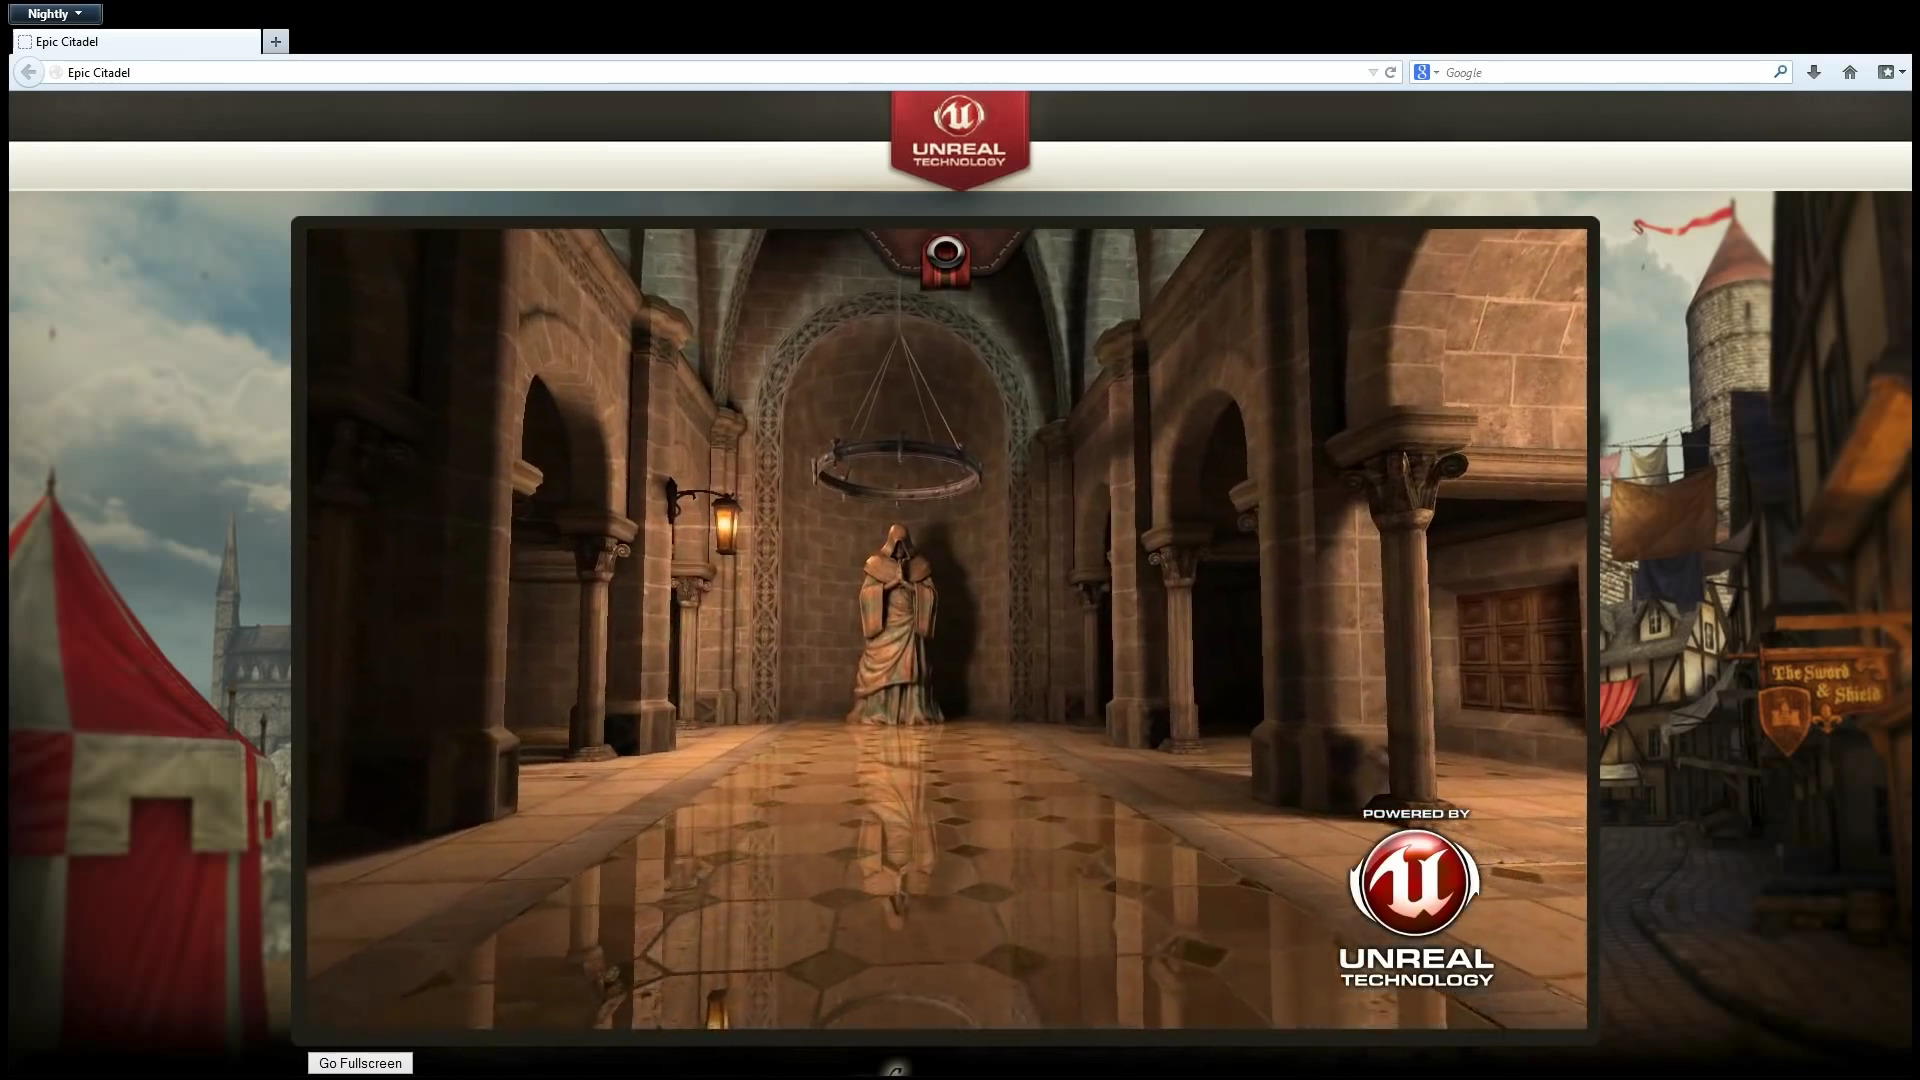 Nightly
Epic Citadel
Epic Citadel
Google
UNREAL
TECHNOLOGY
The Sword
& Shield
POWERED BY
UNREAL
TECHNOLOGY
Go Fullscreen